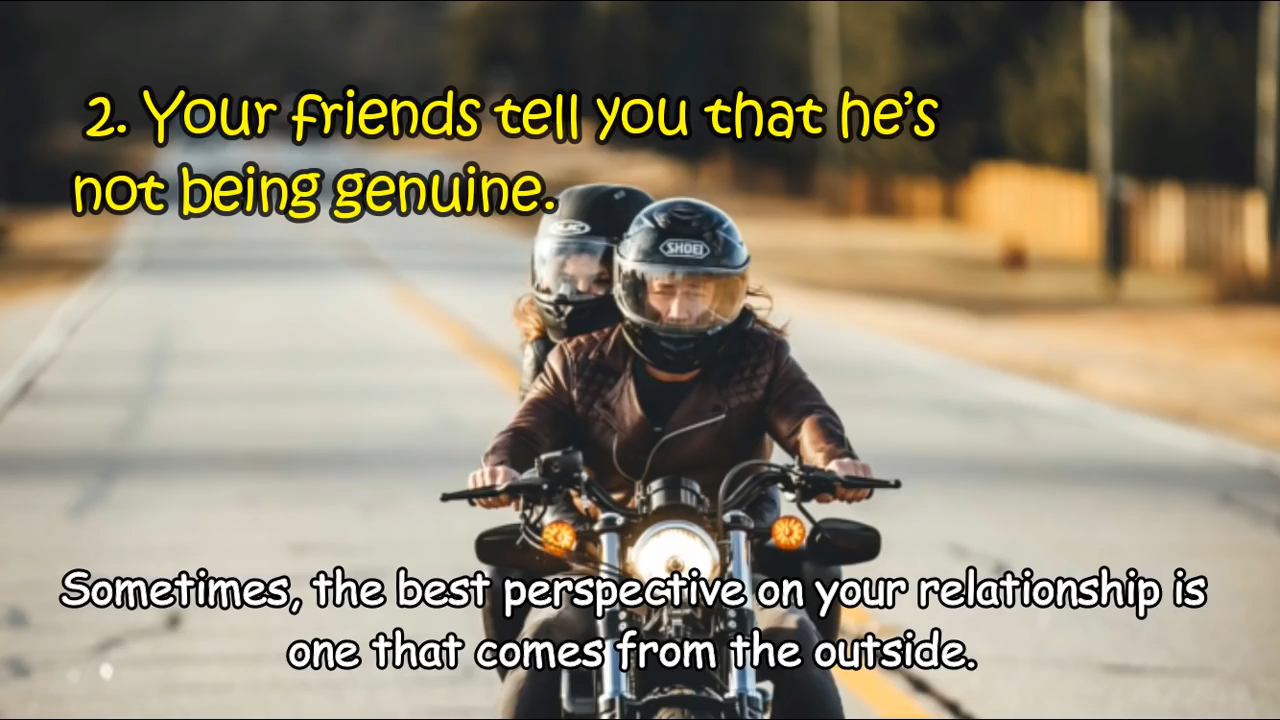 2. Your friends tell you that he’s
not being genuine.
HJC
SHOEI
Sometimes, the best perspective on your relationship is
one that comes from the outside.